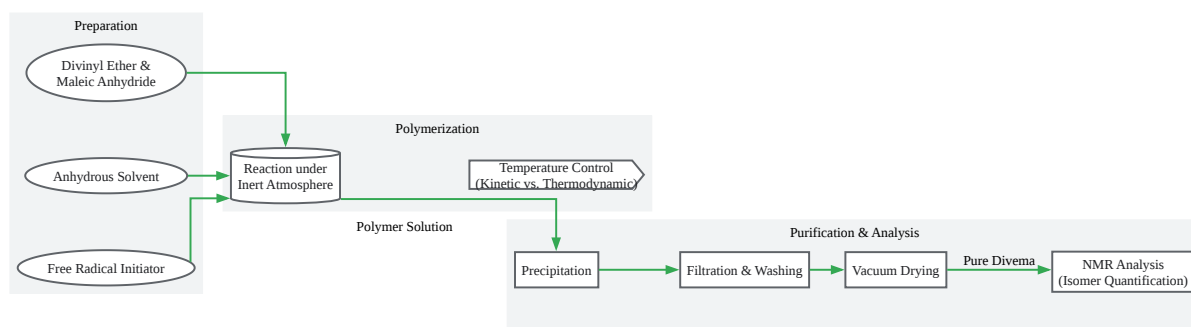 Preparation
Divinyl Ether &
Maleic Anhydride
Anhydrous Solvent
Free Radical Initiator
Polymerization
Reaction under
Inert Atmosphere
Temperature Control
(Kinetic vs. Thermodynamic)
Polymer Solution
Purification & Analysis
Precipitation
Filtration & Washing
Vacuum Drying
Pure Divema
NMR Analysis
(Isomer Quantification)